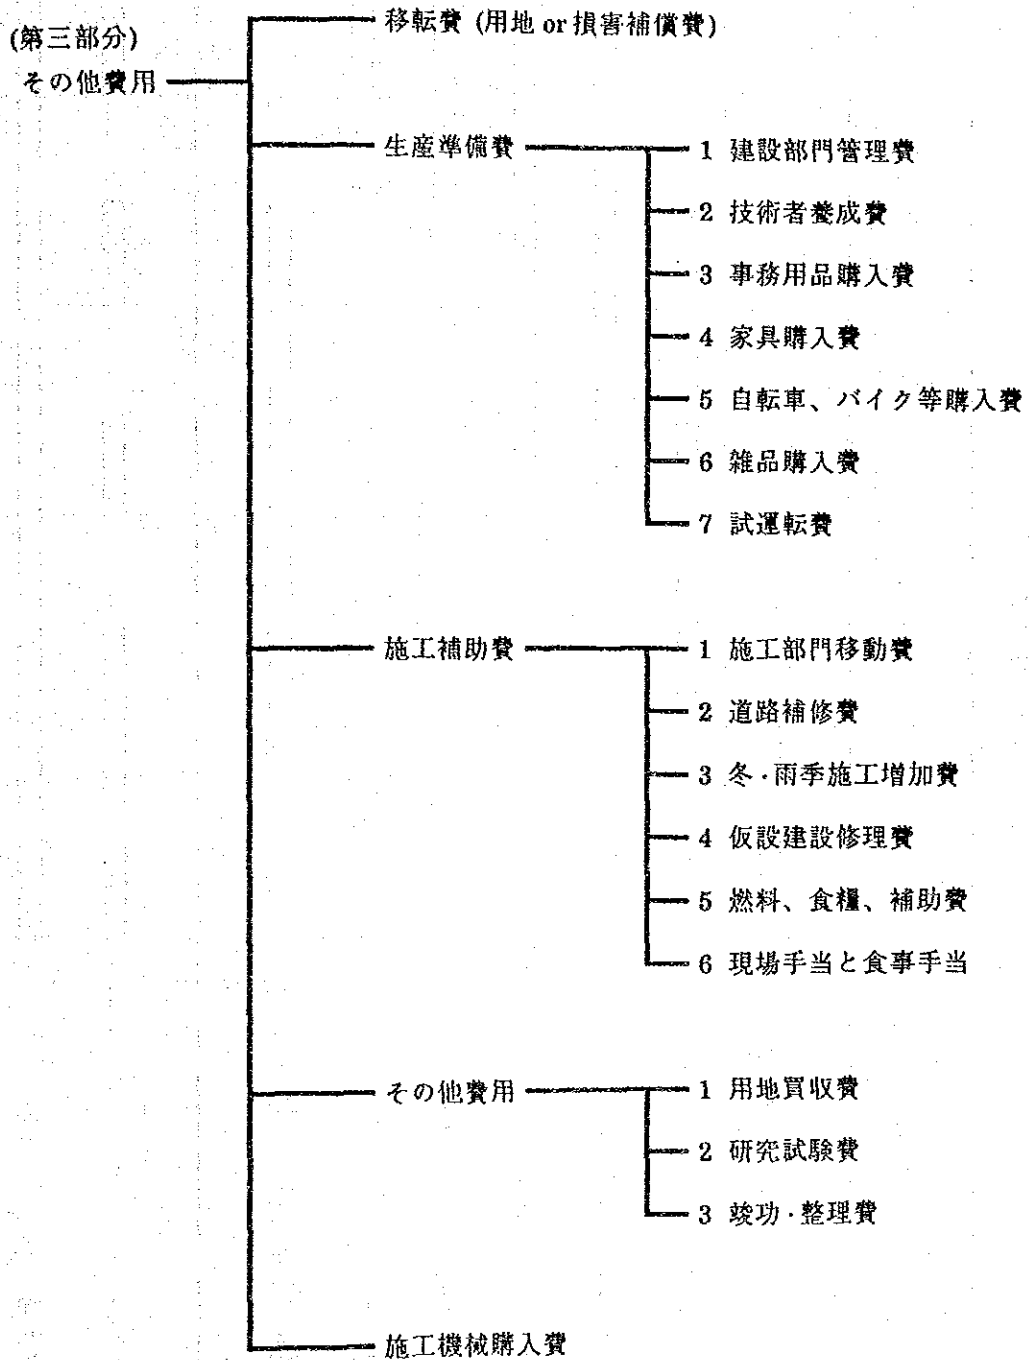 (第三部分)
その他費用
移転費 (用地 or 損害補償費)
生産準備費
1 建設部門管理費
2 技術者養成費
3 事務用品購入費
4 家具購入費
5 自転車、バイク等購入費
6 雑品購入費
7 試運転費
施工補助費
1 施工部門移動費
2 道路補修費
3 冬・雨季施工増加費
4 仮設建設修理費
5 燃料、食糧、補助費
6 現場手当と食事手当
その他費用
1 用地買収費
2 研究試験費
3 竣功・整理費
施工機械購入費